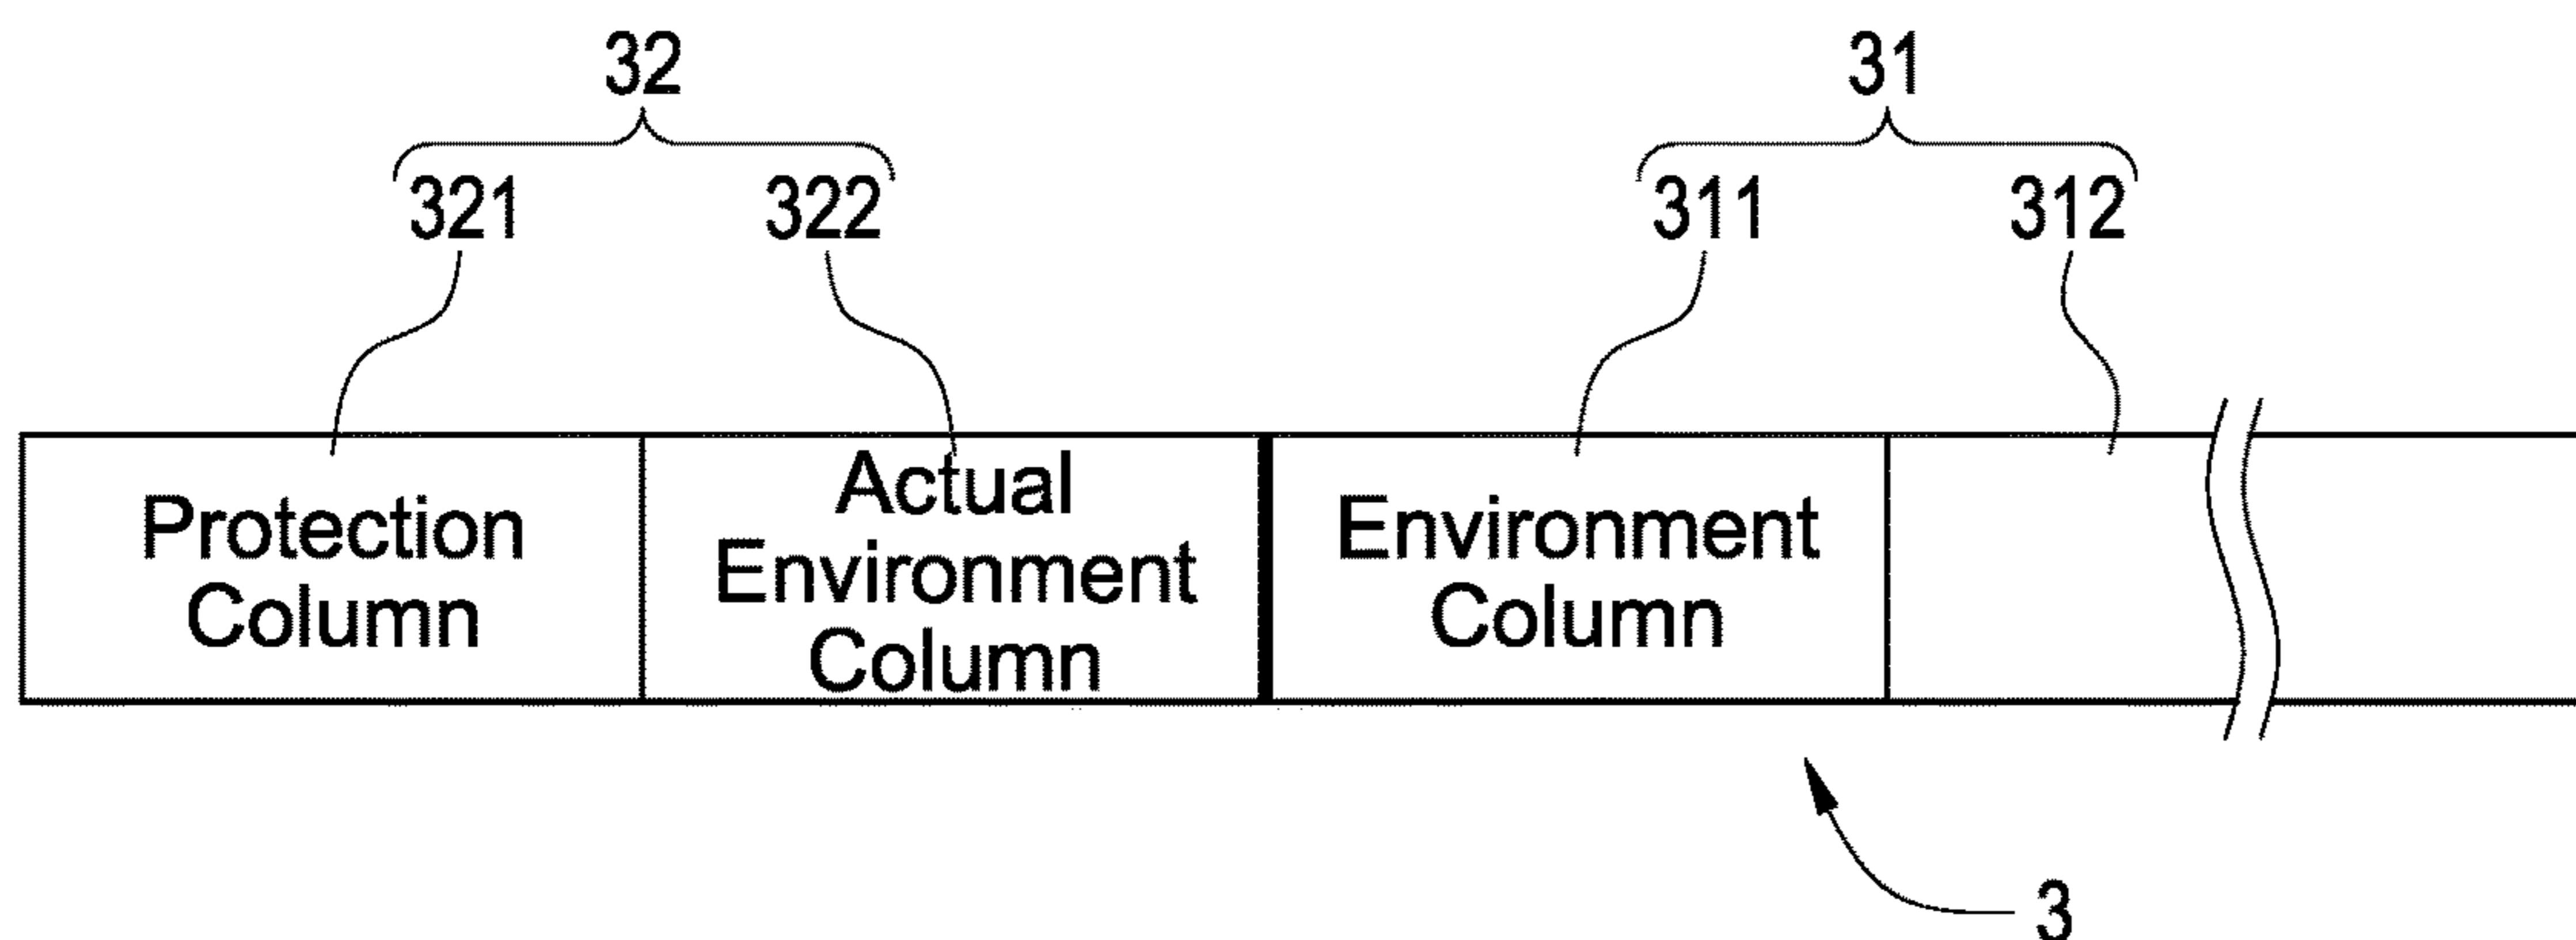 32
31
321
322
311
312
Protection
Column
Actual
Environment
Column
Environment
Column
3